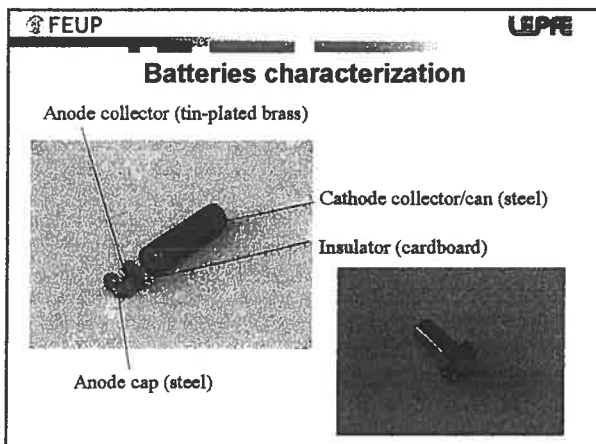 FEUP
LEPAE
Batteries characterization
Anode collector (tin-plated brass)
Cathode collector/can (steel)
Insulator (cardboard)
Anode cap (steel)